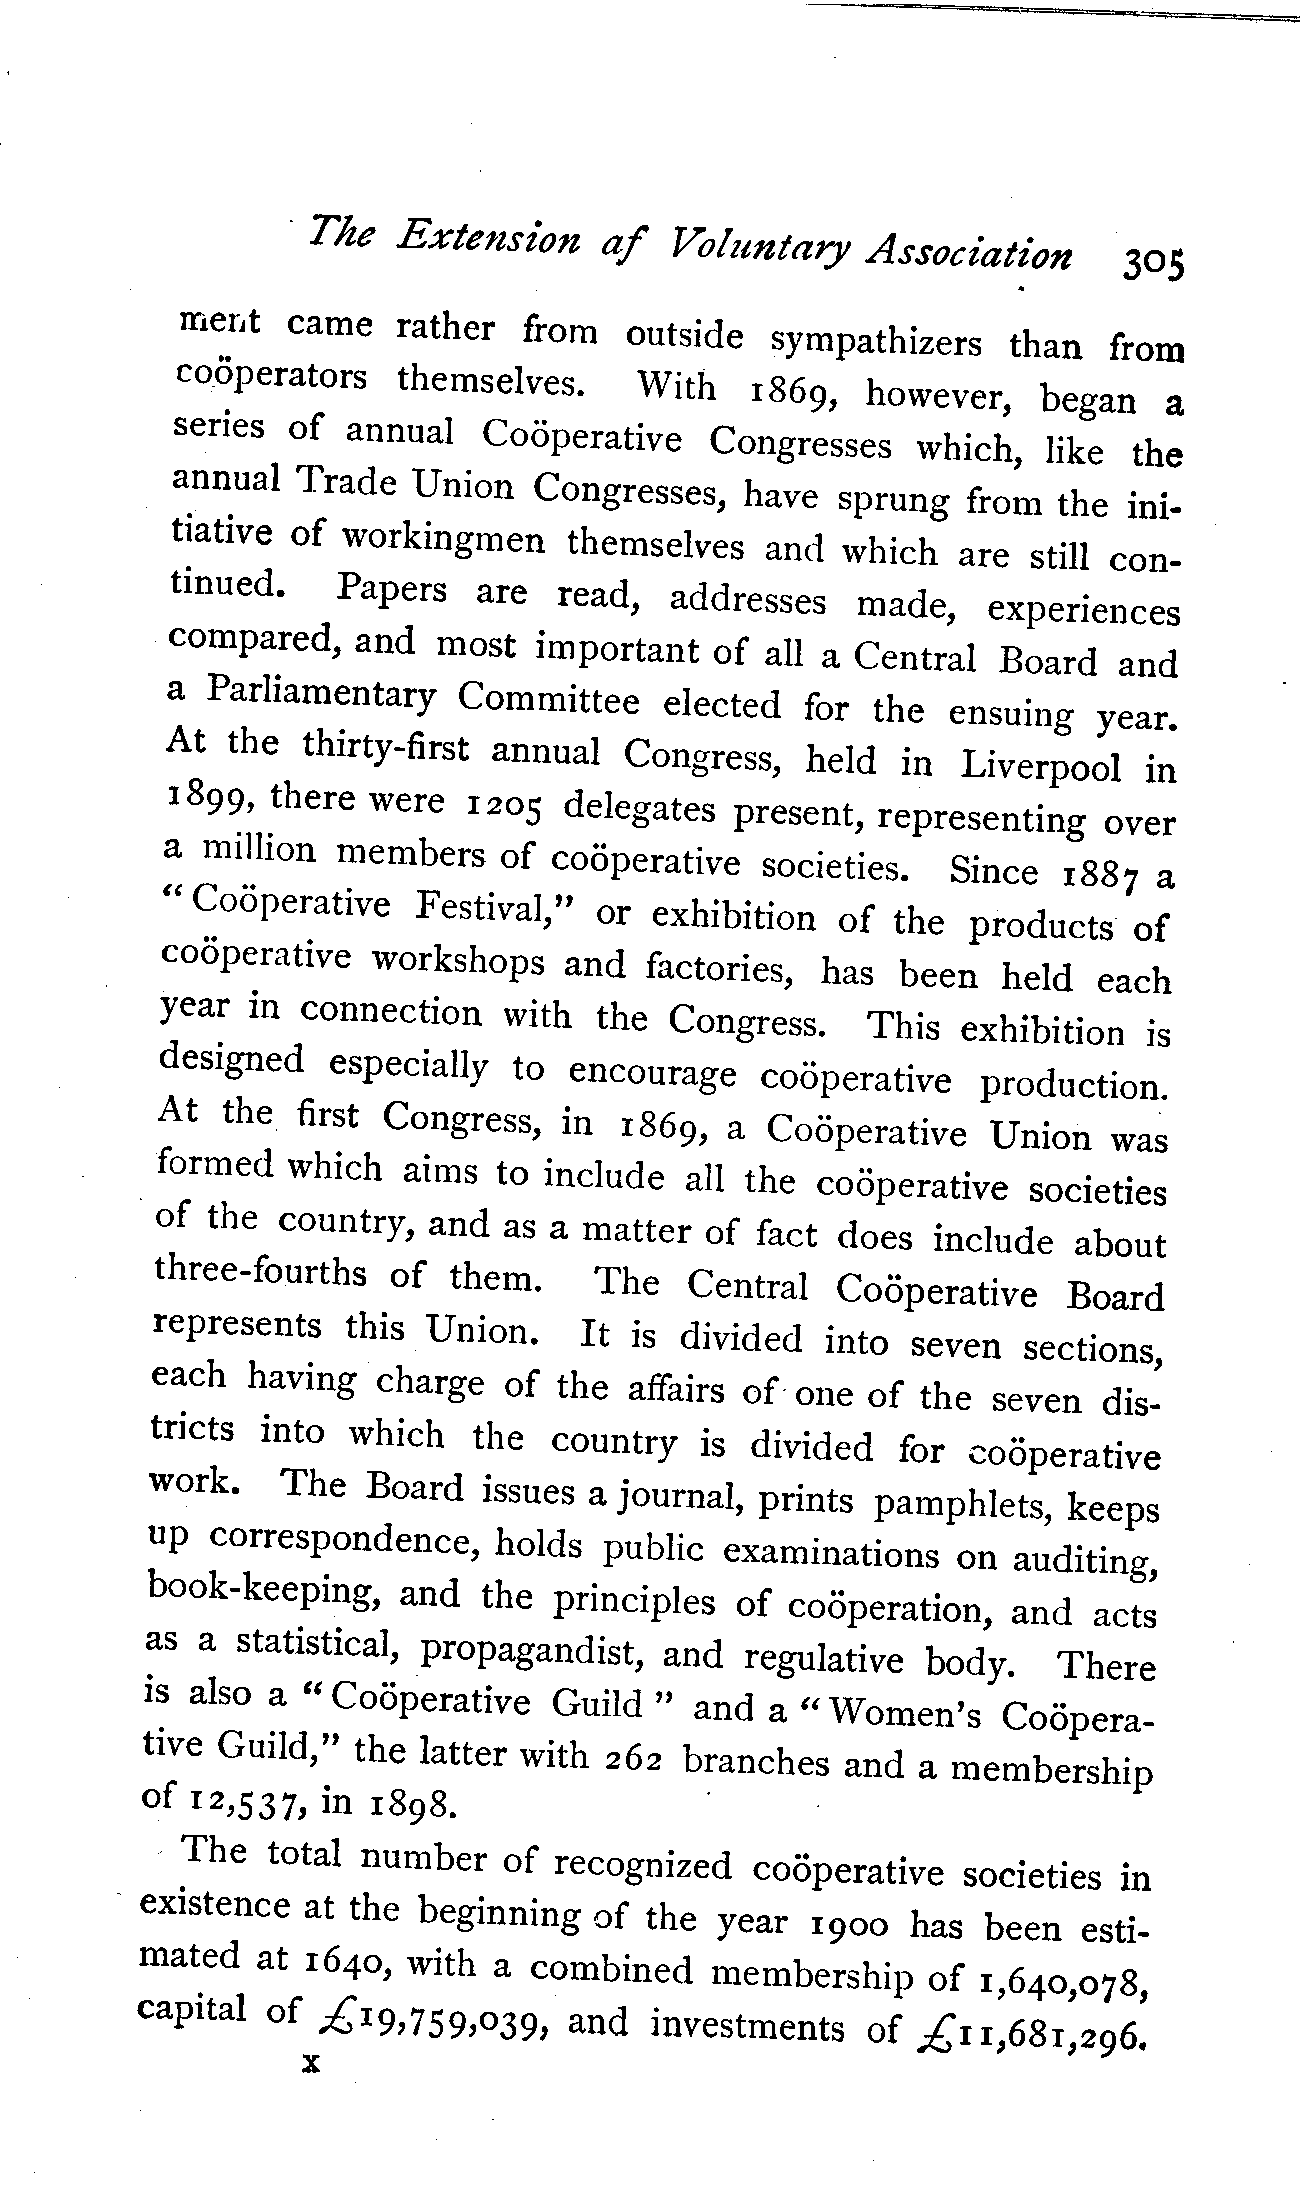 The Extension af Voluntary Association 305
ment came rather from outside sympathizers than from
coöperators themselves. With 1869, however, began a
series of annual Coöperative Congresses which, like the
annual Trade Union Congresses, have sprung from the ini-
tiative of workingmen themselves and which are still con-
tinued. Papers are read, addresses made, experiences
compared, and most important of all a Central Board and
a Parliamentary Committee elected for the ensuing year.
At the thirty-first annual Congress, held in Liverpool in
1899, there were 1205 delegates present, representing over
a million members of coöperative societies. Since 1887 a
“Coöperative Festival,” or exhibition of the products of
coöperative workshops and factories, has been held each
year in connection with the Congress. This exhibition is
designed especially to encourage coöperative production.
At the first Congress, in 1869, a Coöperative Union was
formed which aims to include all the coöperative societies
of the country, and as a matter of fact does include about
three-fourths of them. The Central Coöperative Board
represents this Union. It is divided into seven sections,
each having charge of the affairs of one of the seven dis-
tricts into which the country is divided for coöperative
work. The Board issues a journal, prints pamphlets, keeps
up correspondence, holds public examinations on auditing,
book-keeping, and the principles of coöperation, and acts
as a statistical, propagandist, and regulative body. There
is also a “Coöperative Guild” and a “Women's Coöpera-
tive Guild,” the latter with 262 branches and a membership
of 12,537, in 1898.
The total number of recognized coöperative societies in
existence at the beginning of the year 1900 has been esti-
mated at 1640, with a combined membership of 1,640,078,
capital of £19,759,039, and investments of £11,681,296.
x